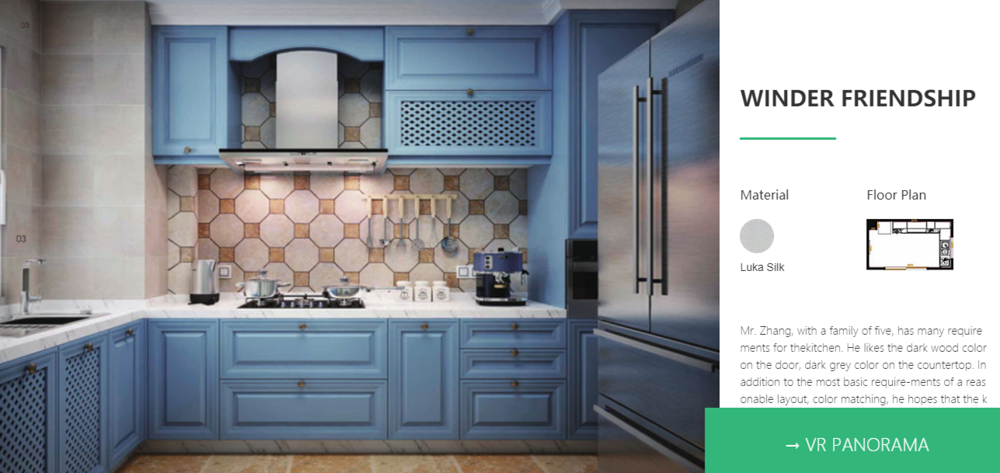 03
03
WINDER FRIENDSHIP
Material
Floor Plan
Luka Silk
Mr. Zhang, with a family of five, has many require
ments for thekitchen. He likes the dark wood color
on the door, dark grey color on the countertop. In
addition to the most basic require-ments of a reas
onable layout, color matching, he hopes that the k
→ VR PANORAMA